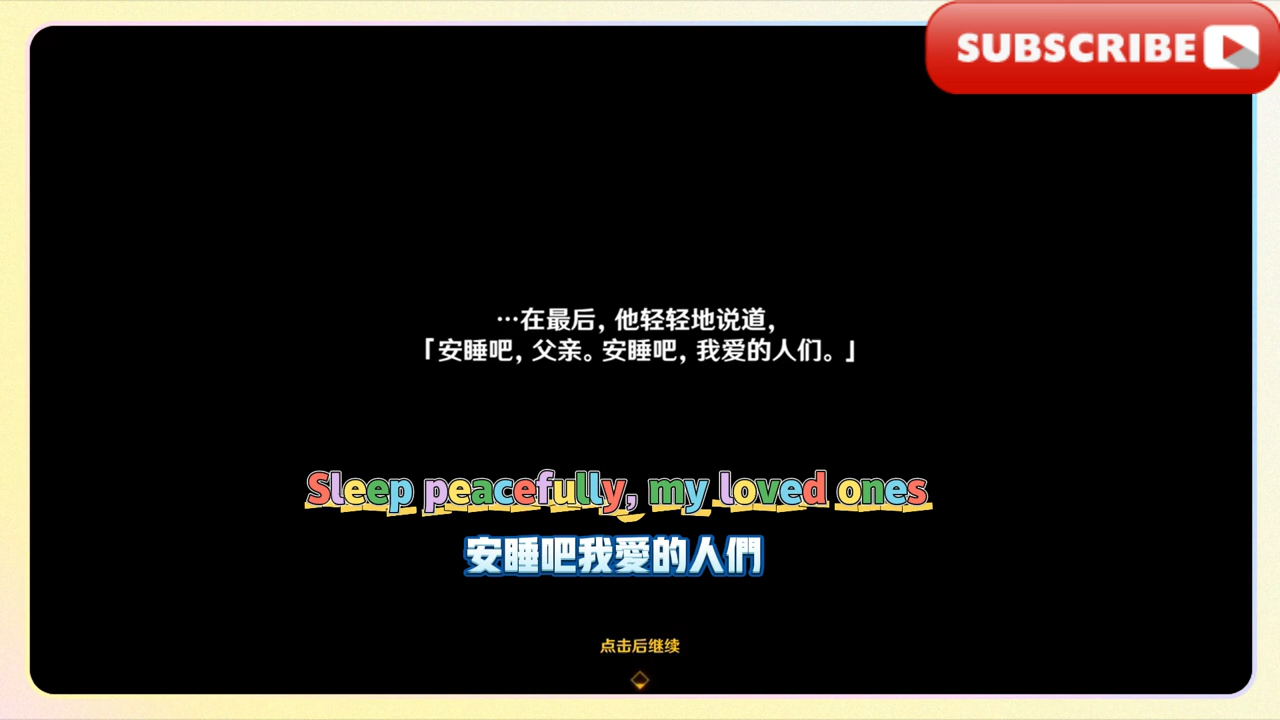 SUBSCRIBE
…在最后，他轻轻地说道，
「安睡吧，父亲。安睡吧，我爱的人们。」
Sleep peacefully, my loved ones
安睡吧我愛的人們
点击后继续